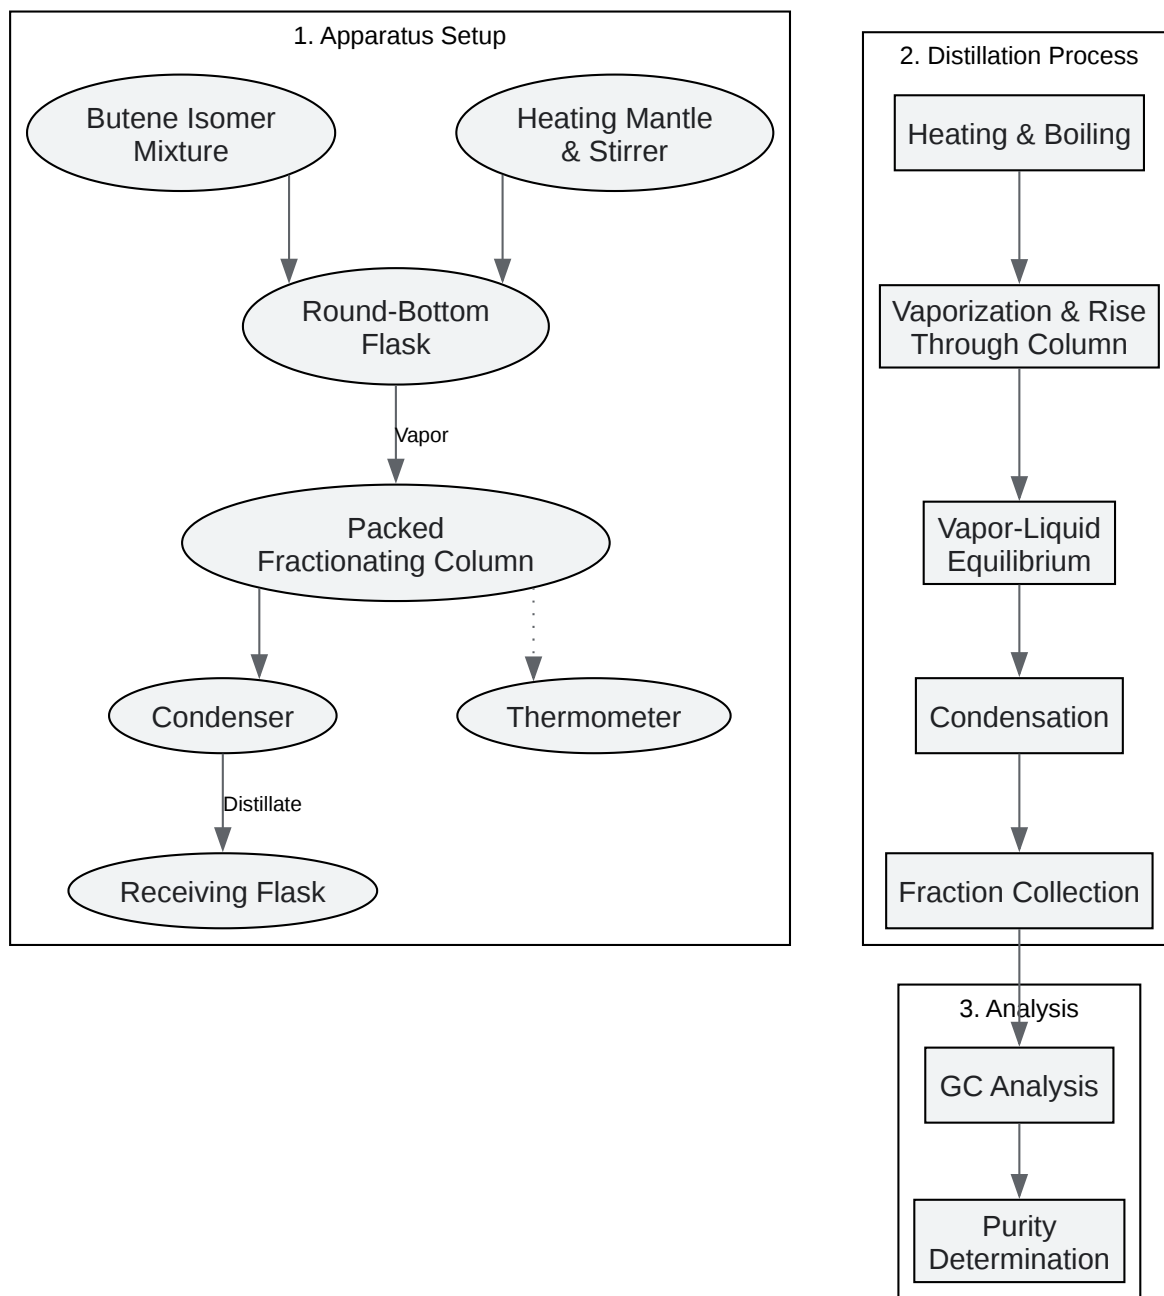 1. Apparatus Setup
Butene Isomer
Mixture
Heating Mantle
& Stirrer
Round-Bottom
Flask
Vapor
Packed
Fractionating Column
Condenser
Thermometer
Distillate
Receiving Flask
2. Distillation Process
Heating & Boiling
Vaporization & Rise
Through Column
Vapor-Liquid
Equilibrium
Condensation
Fraction Collection
3. Analysis
GC Analysis
Purity
Determination